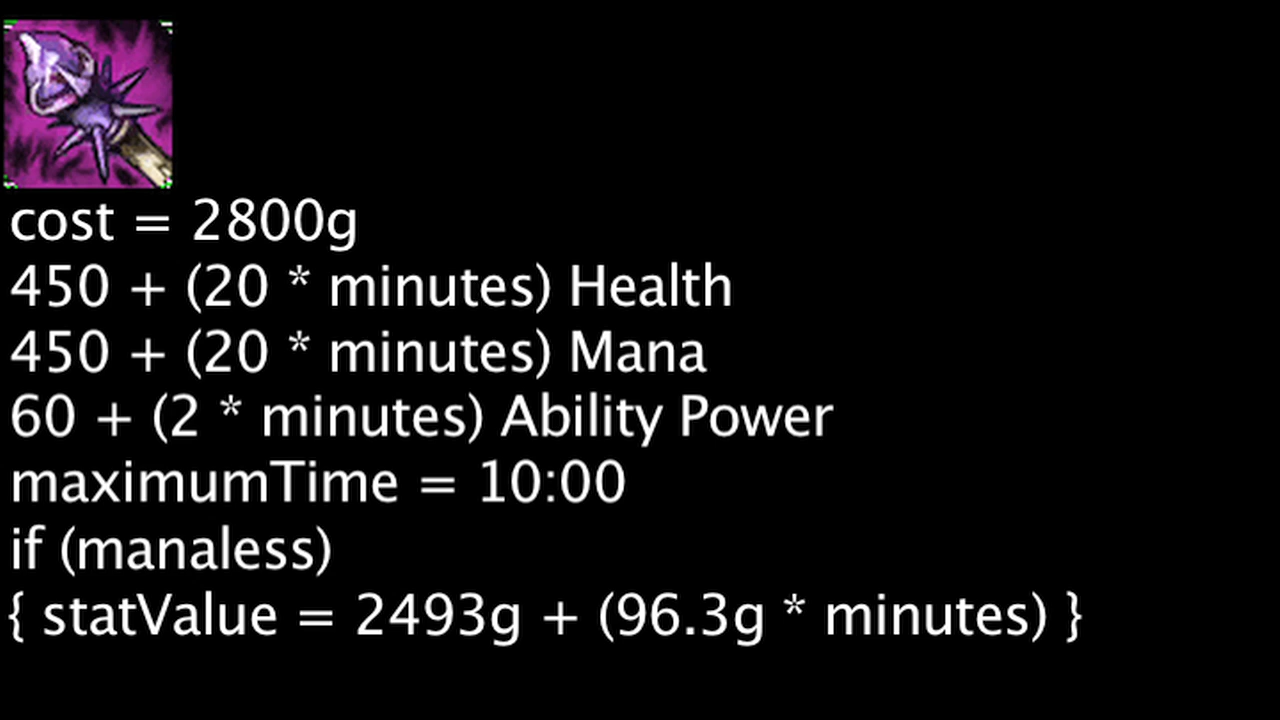 cost = 2800g
450 + (20 * minutes) Health
450 + (20 * minutes) Mana
60 + (2 * minutes) Ability Power
maximumTime = 10:00
if (manaless)
{ statValue = 2493g + (96.3g * minutes) }